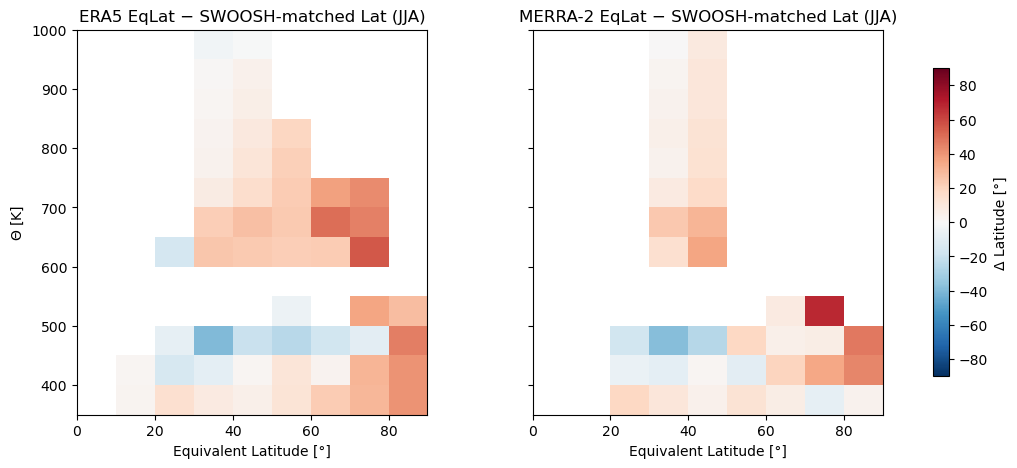 ERA5 EqLat − SWOOSH-matched Lat (JJA)
MERRA-2 EqLat − SWOOSH-matched Lat (JJA)
1000
900
800
700
600
500
400
Θ [K]
0 20 40 60 80
Equivalent Latitude [°]
0 20 40 60 80
Equivalent Latitude [°]
80
60
40
20
0
−20
−40
−60
−80
Δ Latitude [°]